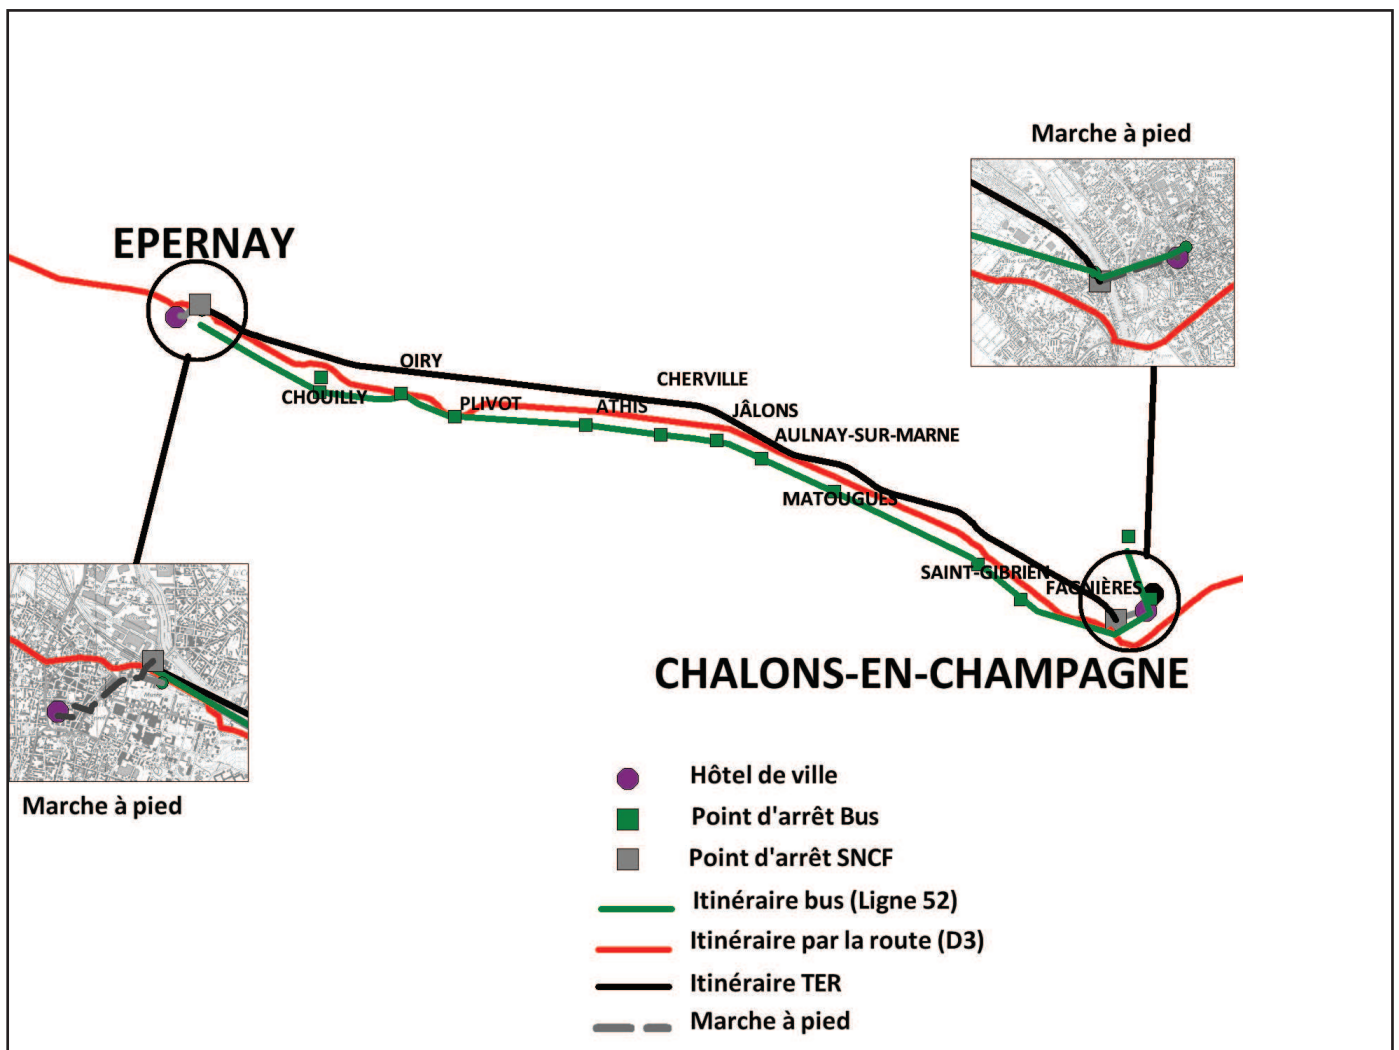 Marche à pied
EPERNAY
OIRY
CHERVILLE
CHOUILLY
PLIVOT
ATHIS
JÂLONS
AULNAY-SUR-MARNE
MATOUGUES
SAINT-GIBRIEN
FAGNIÈRES
CHALONS-EN-CHAMPAGNE
Marche à pied
Hôtel de ville
Point d'arrêt Bus
Point d'arrêt SNCF
Itinéraire bus (Ligne 52)
Itinéraire par la route (D3)
Itinéraire TER
Marche à pied